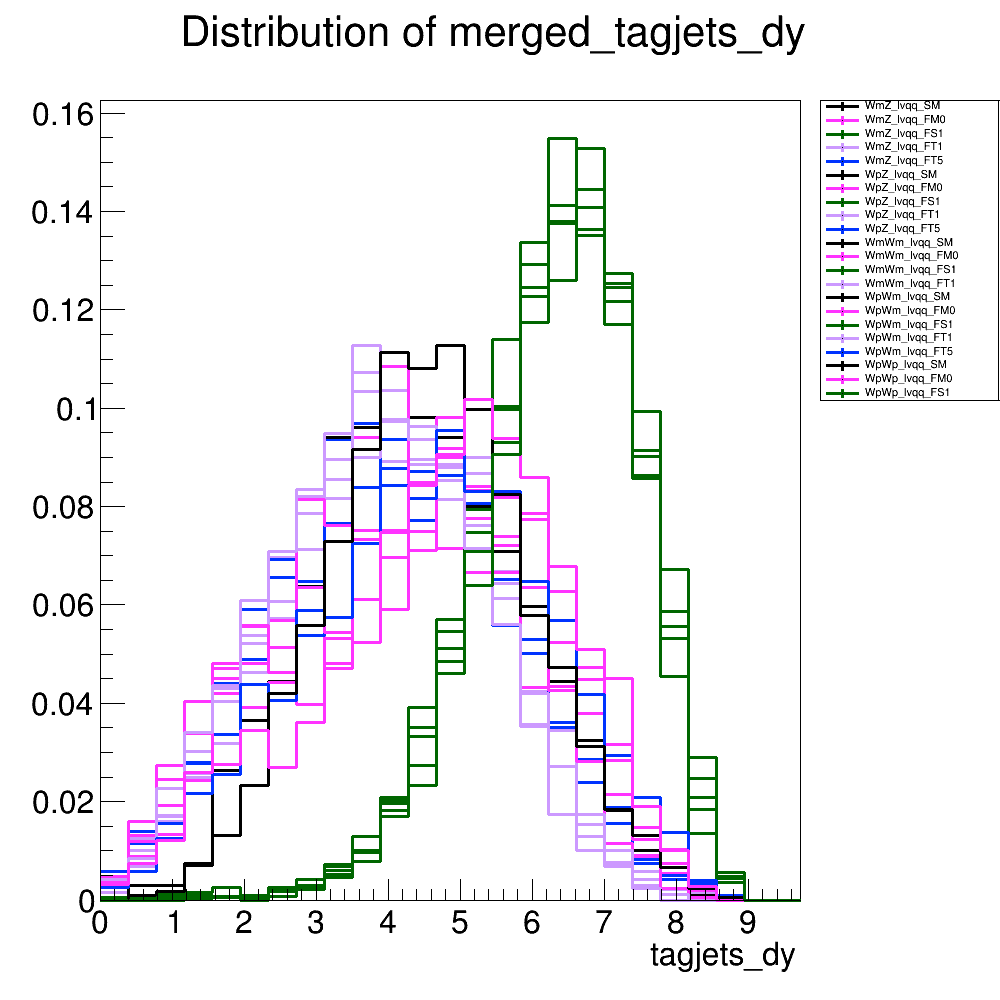 Distribution of merged_tagjets_dy
0.16
0.14
0.12
0.1
0.08
0.06
0.04
0.02
0
0 1 2 3 4 5 6 7 8 9
tagjets_dy
WmZ_lvqq_SM
WmZ_lvqq_FM0
WmZ_lvqq_FS1
WmZ_lvqq_FT1
WmZ_lvqq_FT5
WpZ_lvqq_SM
WpZ_lvqq_FM0
WpZ_lvqq_FS1
WpZ_lvqq_FT1
WpZ_lvqq_FT5
WmWm_lvqq_SM
WmWm_lvqq_FM0
WmWm_lvqq_FS1
WmWm_lvqq_FT1
WpWm_lvqq_SM
WpWm_lvqq_FM0
WpWm_lvqq_FS1
WpWm_lvqq_FT1
WpWm_lvqq_FT5
WpWp_lvqq_SM
WpWp_lvqq_FM0
WpWp_lvqq_FS1